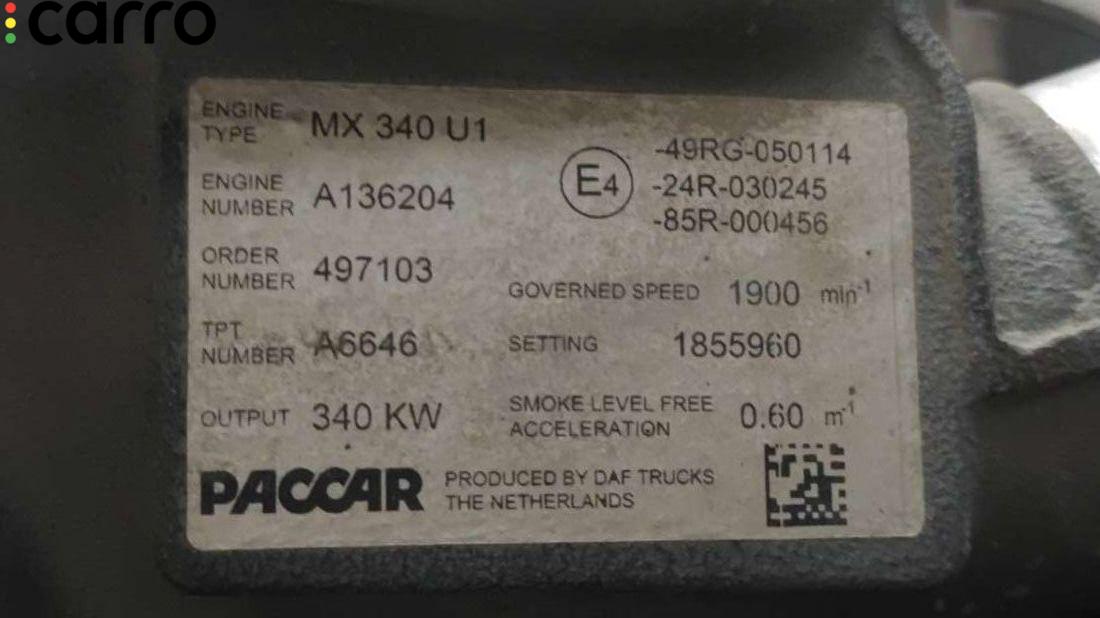 carro
ENGINE TYPE MX 340 U1
ENGINE NUMBER A136204
ORDER NUMBER 497103
TPT NUMBER A6646
OUTPUT 340 KW
E4
-49RG-050114
-24R-030245
-85R-000456
GOVERNED SPEED 1900 min-1
SETTING 1855960
SMOKE LEVEL FREE
ACCELERATION 0.60 m-1
PACCAR
PRODUCED BY DAF TRUCKS
THE NETHERLANDS